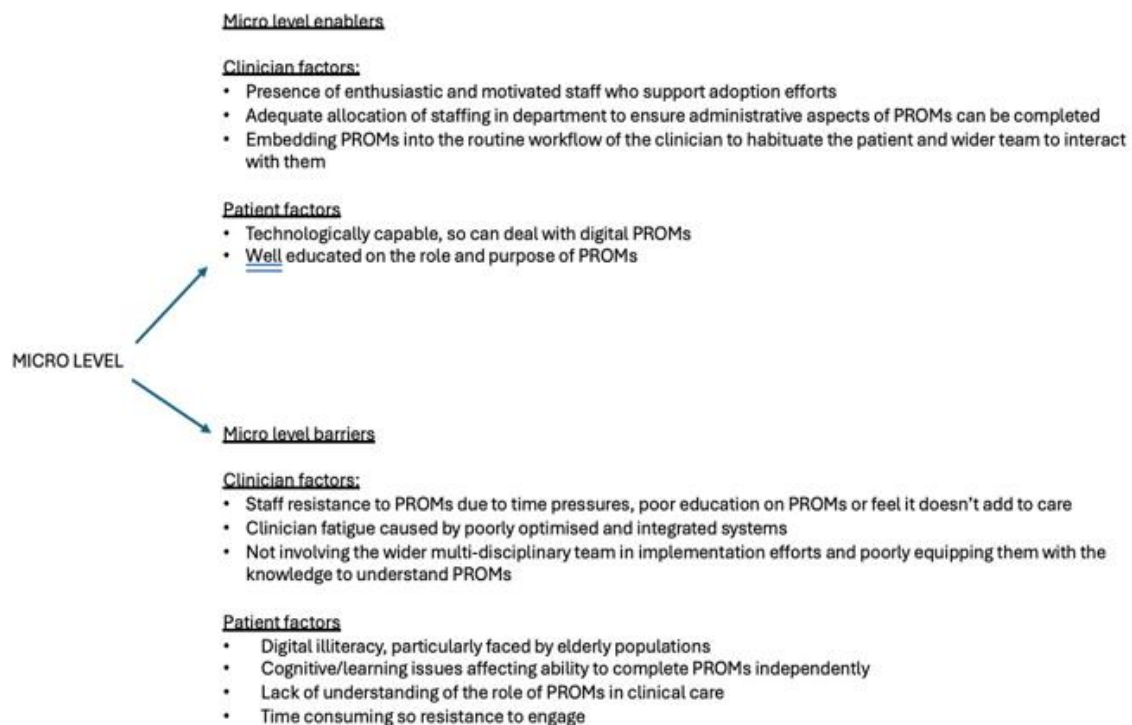 Micro level enablers
Clinician factors:
• Presence of enthusiastic and motivated staff who support adoption efforts
• Adequate allocation of staffing in department to ensure administrative aspects of PROMs can be completed
• Embedding PROMs into the routine workflow of the clinician to habituate the patient and wider team to interact
with them
Patient factors
• Technologically capable, so can deal with digital PROMs
• Well educated on the role and purpose of PROMs
MICRO LEVEL
Micro level barriers
Clinician factors:
• Staff resistance to PROMs due to time pressures, poor education on PROMs or feel it doesn't add to care
• Clinician fatigue caused by poorly optimised and integrated systems
• Not involving the wider multi-disciplinary team in implementation efforts and poorly equipping them with the
knowledge to understand PROMs
Patient factors
• Digital illiteracy, particularly faced by elderly populations
• Cognitive/learning issues affecting ability to complete PROMs independently
• Lack of understanding of the role of PROMs in clinical care
• Time consuming so resistance to engage